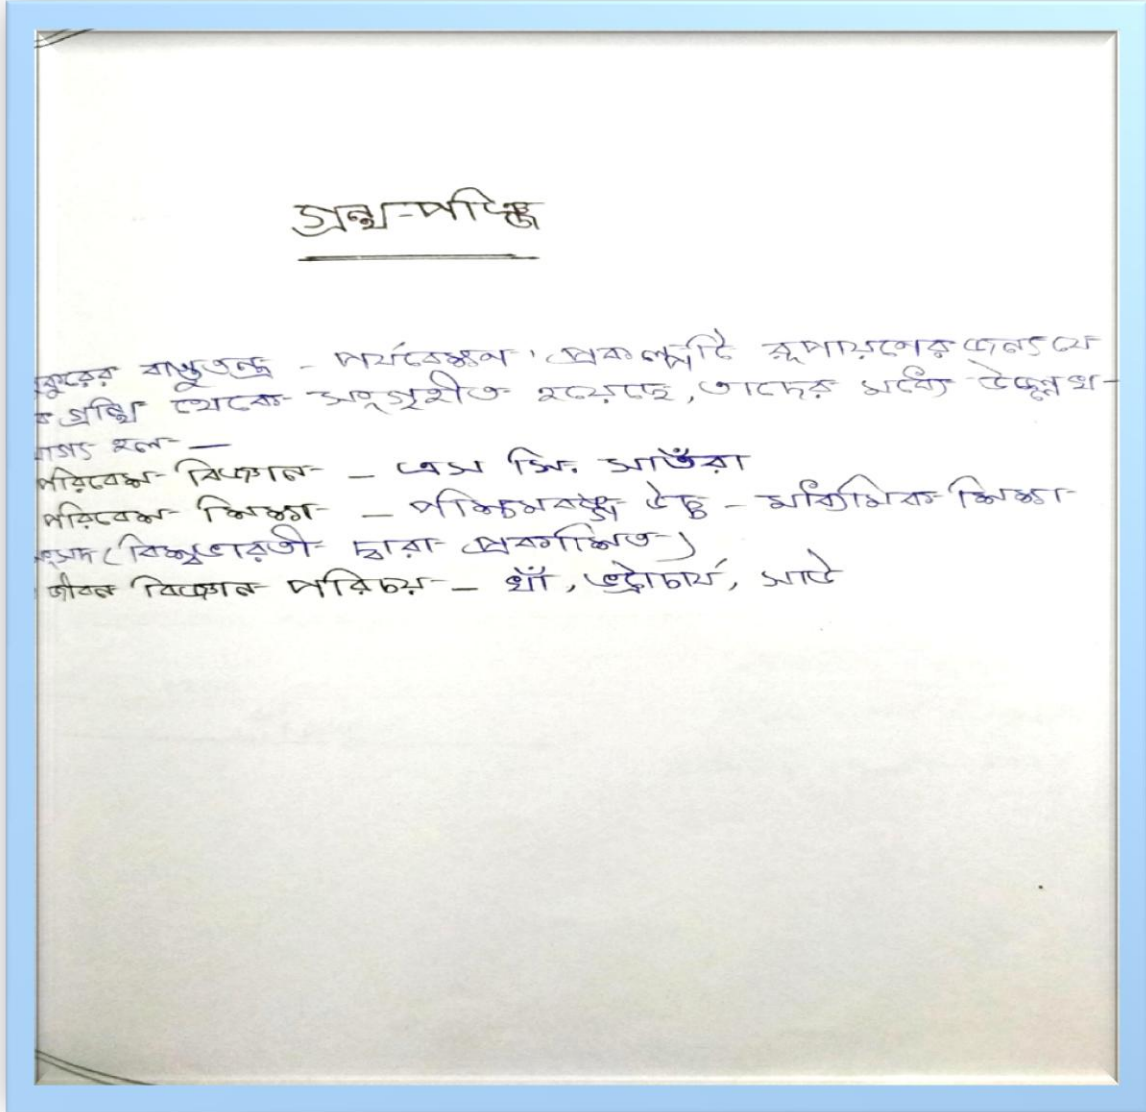 গ্রন্থ-পঞ্জি
কুরের বাস্তুতন্ত্র - পর্যবেক্ষণ' প্রকল্পটি রূপায়ণের জন্য যে
ক গ্রন্থি থেকে সংগৃহীত হয়েছে, তাদের মধ্যে উল্লেখ-
হল- —
পরিবেশ বিজ্ঞান - এস সি. সাঁতরা
পরিবেশ শিক্ষা - পশ্চিমবঙ্গ উচ্চ - মাধ্যমিক শিক্ষা
সংসদ (বিশ্বভারতী দ্বারা প্রকাশিত)
জীবন বিজ্ঞান পরিচয় - খাঁ, ভট্টাচার্য,